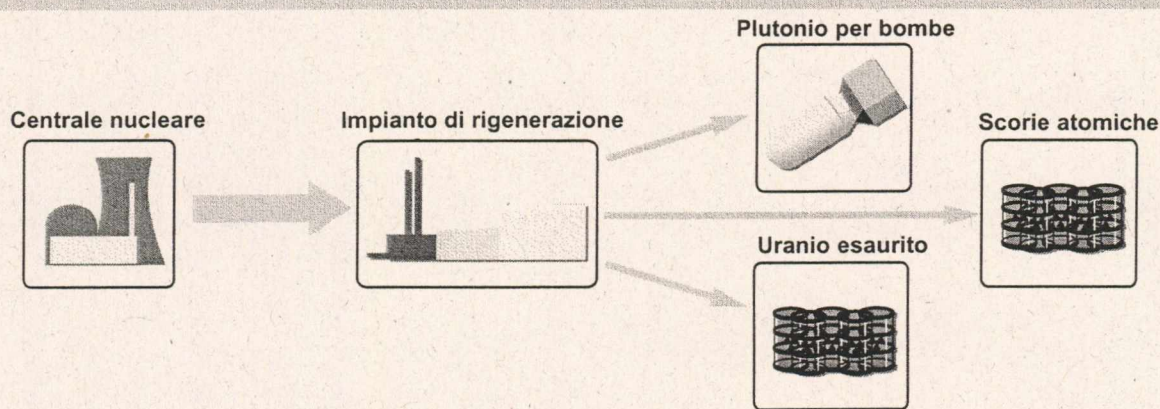 Plutonio per bombe
Centrale nucleare
Impianto di rigenerazione
Scorie atomiche
Uranio esaurito